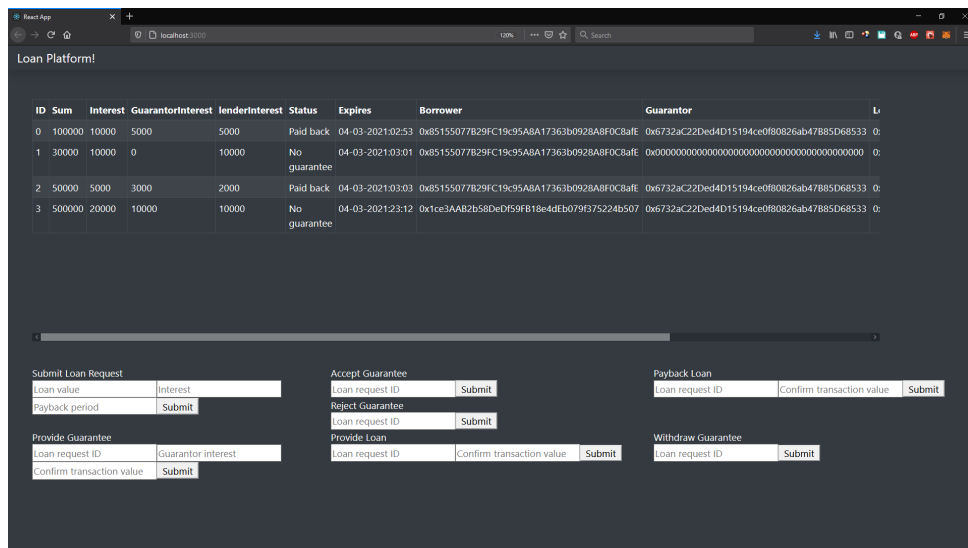 React App
localhost:3000
120%
Search
Loan Platform!
ID Sum Interest GuarantorInterest lenderInterest Status Expires Borrower Guarantor
0 100000 10000 5000 5000 Paid back 04-03-2021:02:53 0x85155077B29FC19c95A8A17363b0928A8F0C8afE 0x6732aC22Ded4D15194ce0f80826ab47B85D68533 0x
1 30000 10000 0 10000 No guarantee 04-03-2021:03:01 0x85155077B29FC19c95A8A17363b0928A8F0C8afE 0x0000000000000000000000000000000000000000 0x
2 50000 5000 3000 2000 Paid back 04-03-2021:03:03 0x85155077B29FC19c95A8A17363b0928A8F0C8afE 0x6732aC22Ded4D15194ce0f80826ab47B85D68533 0x
3 500000 20000 10000 10000 No guarantee 04-03-2021:23:12 0x1ce3AAB2b58DeDf59FB18e4dEb079f375224b507 0x6732aC22Ded4D15194ce0f80826ab47B85D68533 0x
Submit Loan Request
Loan value Interest
Payback period Submit
Accept Guarantee
Loan request ID Submit
Reject Guarantee
Loan request ID Submit
Payback Loan
Loan request ID Confirm transaction value Submit
Provide Guarantee
Loan request ID Guarantor interest
Confirm transaction value Submit
Provide Loan
Loan request ID Confirm transaction value Submit
Withdraw Guarantee
Loan request ID Submit